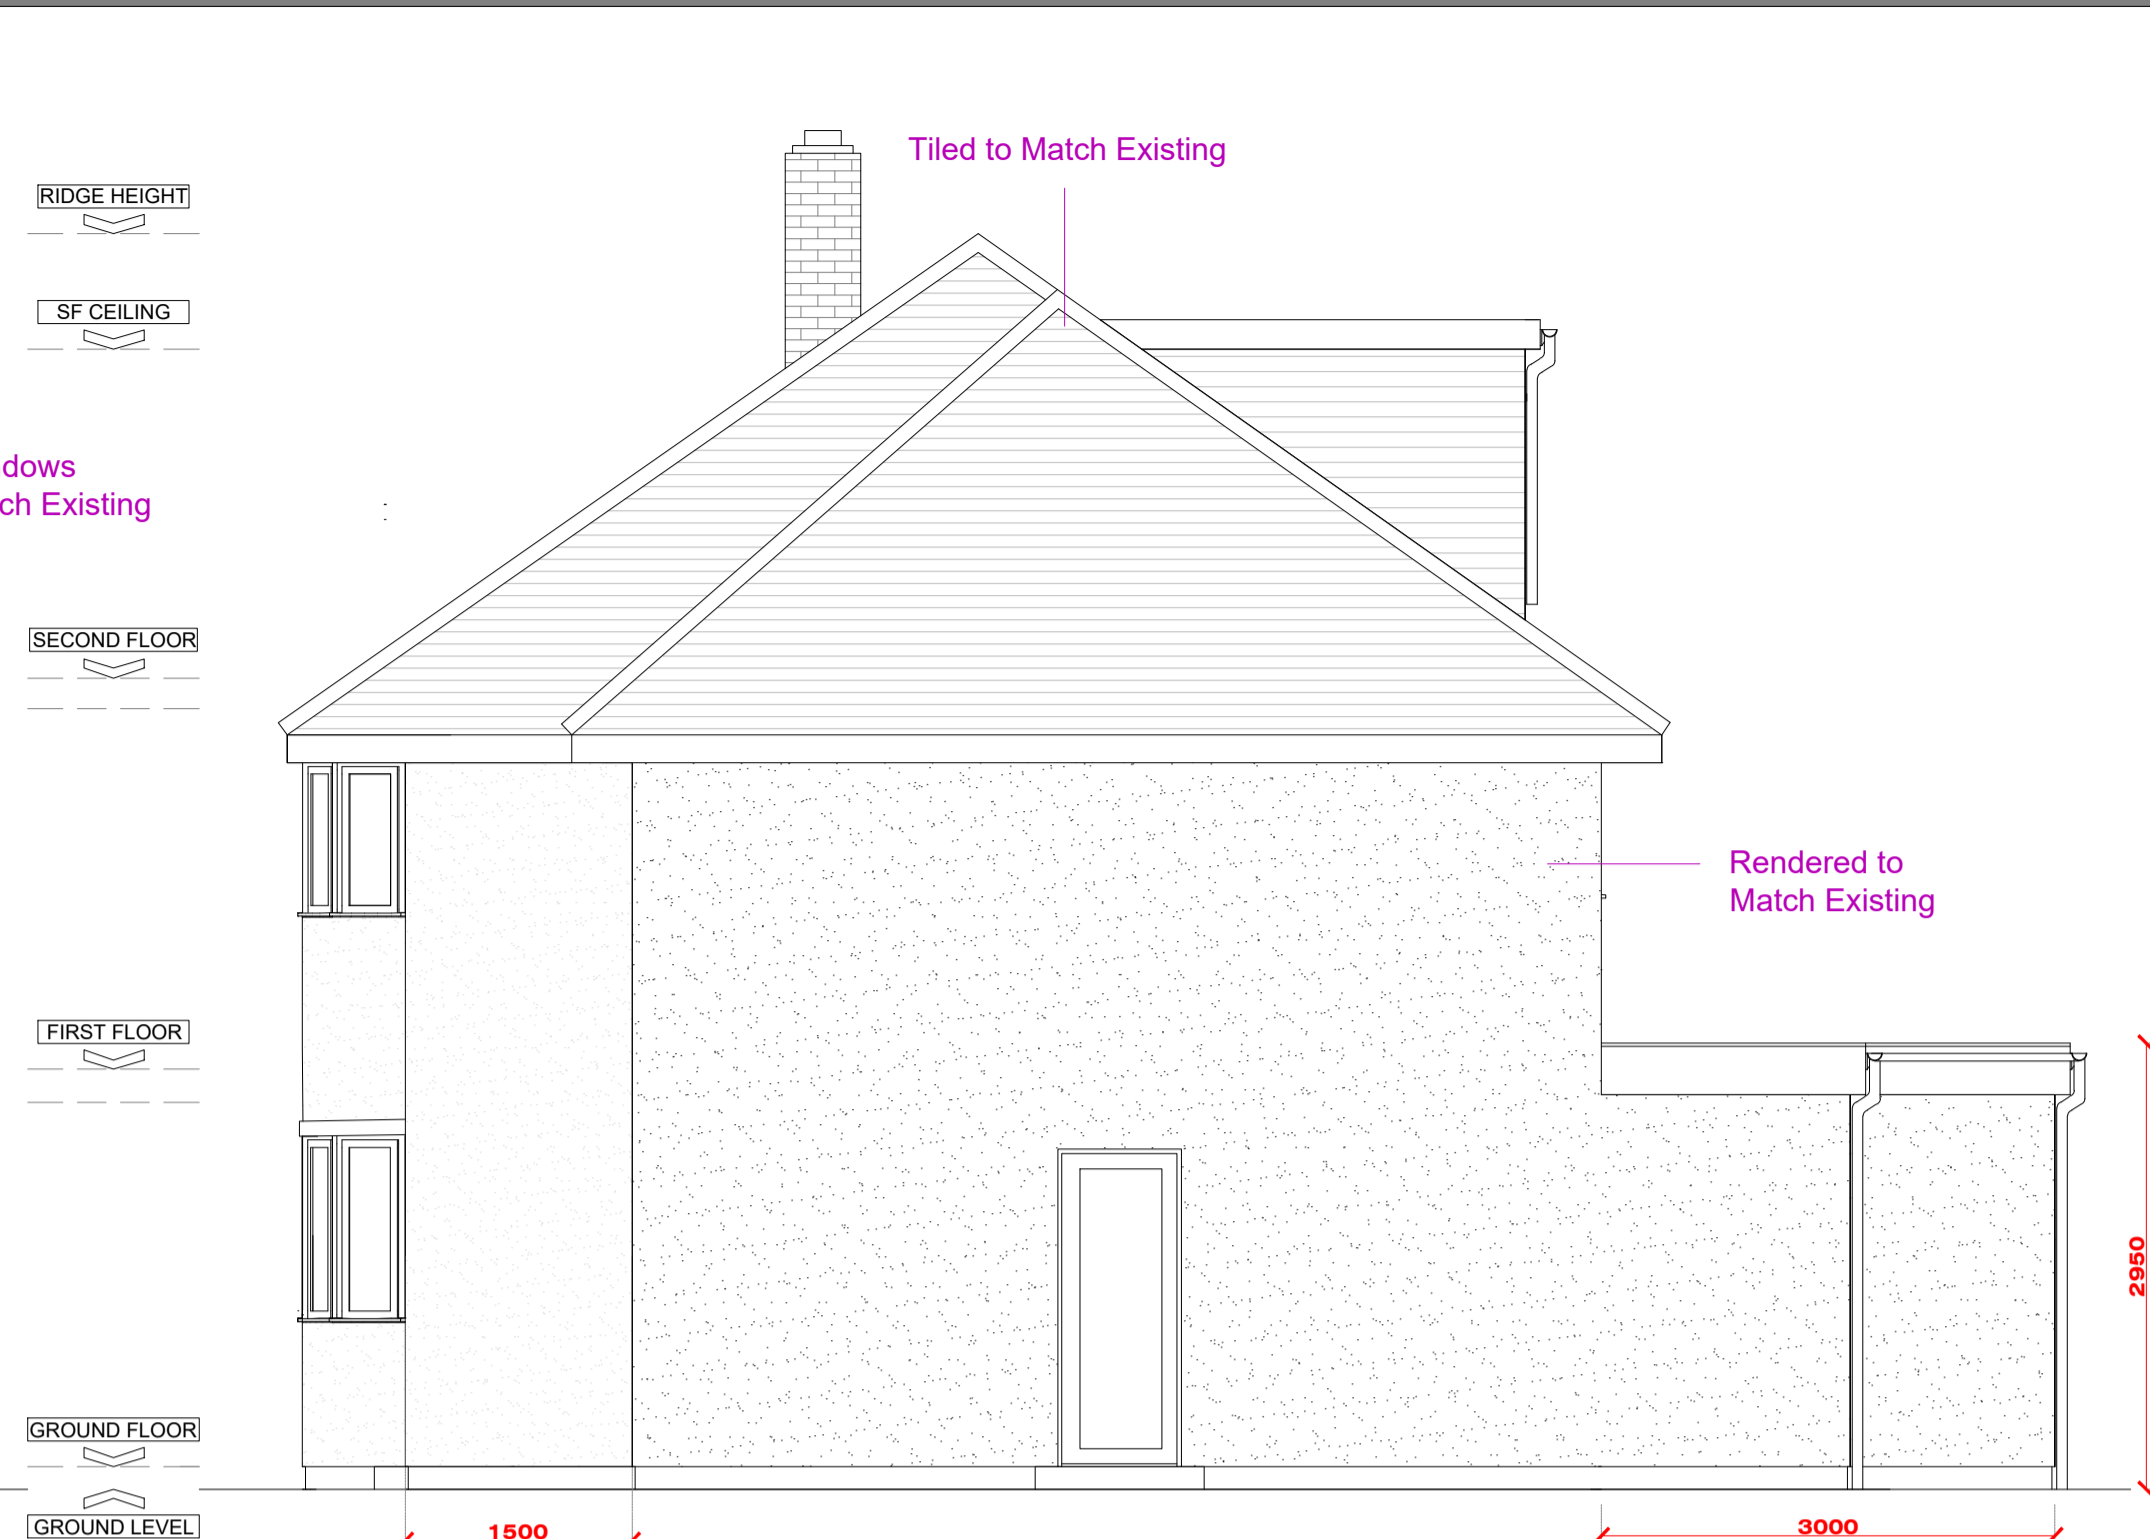 Tiled to Match Existing
RIDGE HEIGHT
SF CEILING
dows
ch Existing
SECOND FLOOR
Rendered to
Match Existing
FIRST FLOOR
2950
GROUND FLOOR
GROUND LEVEL
1500
3000